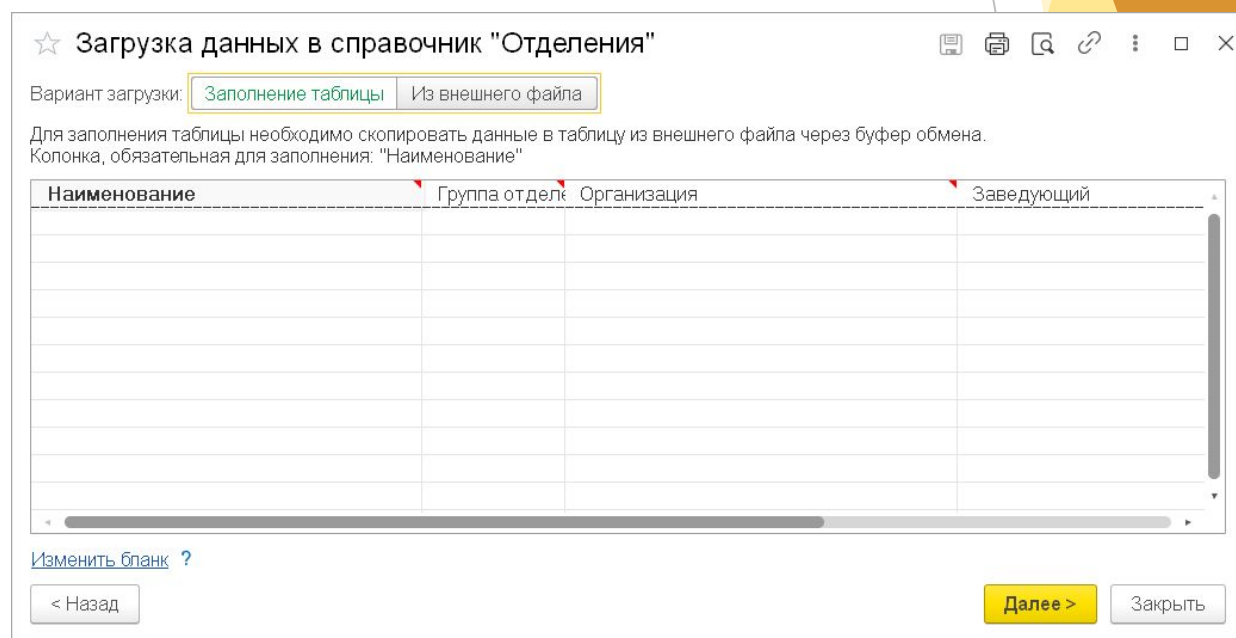 Загрузка данных в справочник "Отделения"
Вариант загрузки: Заполнение таблицы Из внешнего файла
Для заполнения таблицы необходимо скопировать данные в таблицу из внешнего файла через буфер обмена.
Колонка, обязательная для заполнения: "Наименование"
Наименование Группа отделе Организация Заведующий
Изменить бланк ?
< Назад Далее > Закрыть